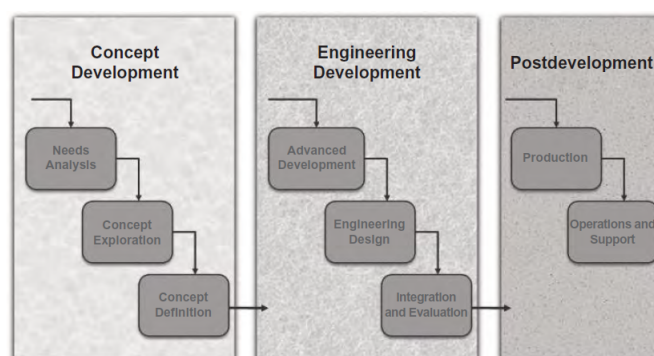 Concept
Development
Needs
Analysis
Concept
Exploration
Concept
Definition
Engineering
Development
Advanced
Development
Engineering
Design
Integration
and Evaluation
Postdevelopment
Production
Operations and
Support